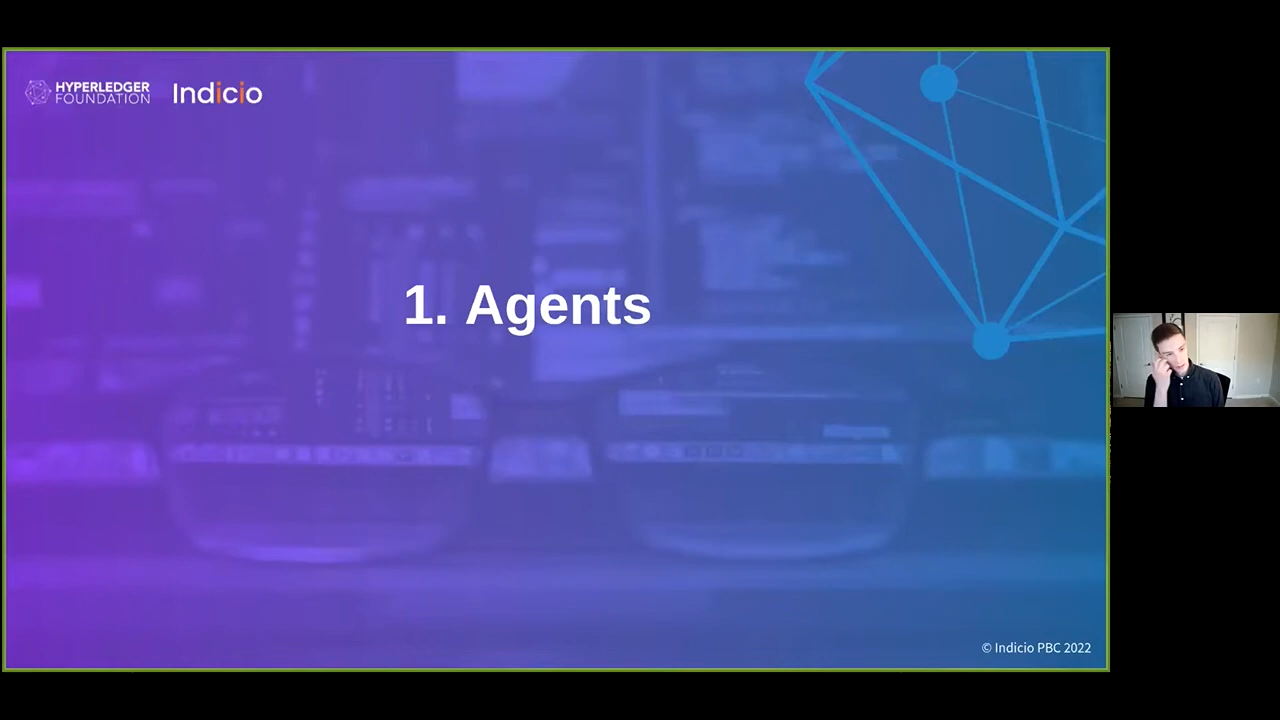 HYPERLEDGER
FOUNDATION
Indicio
1. Agents
© Indicio PBC 2022